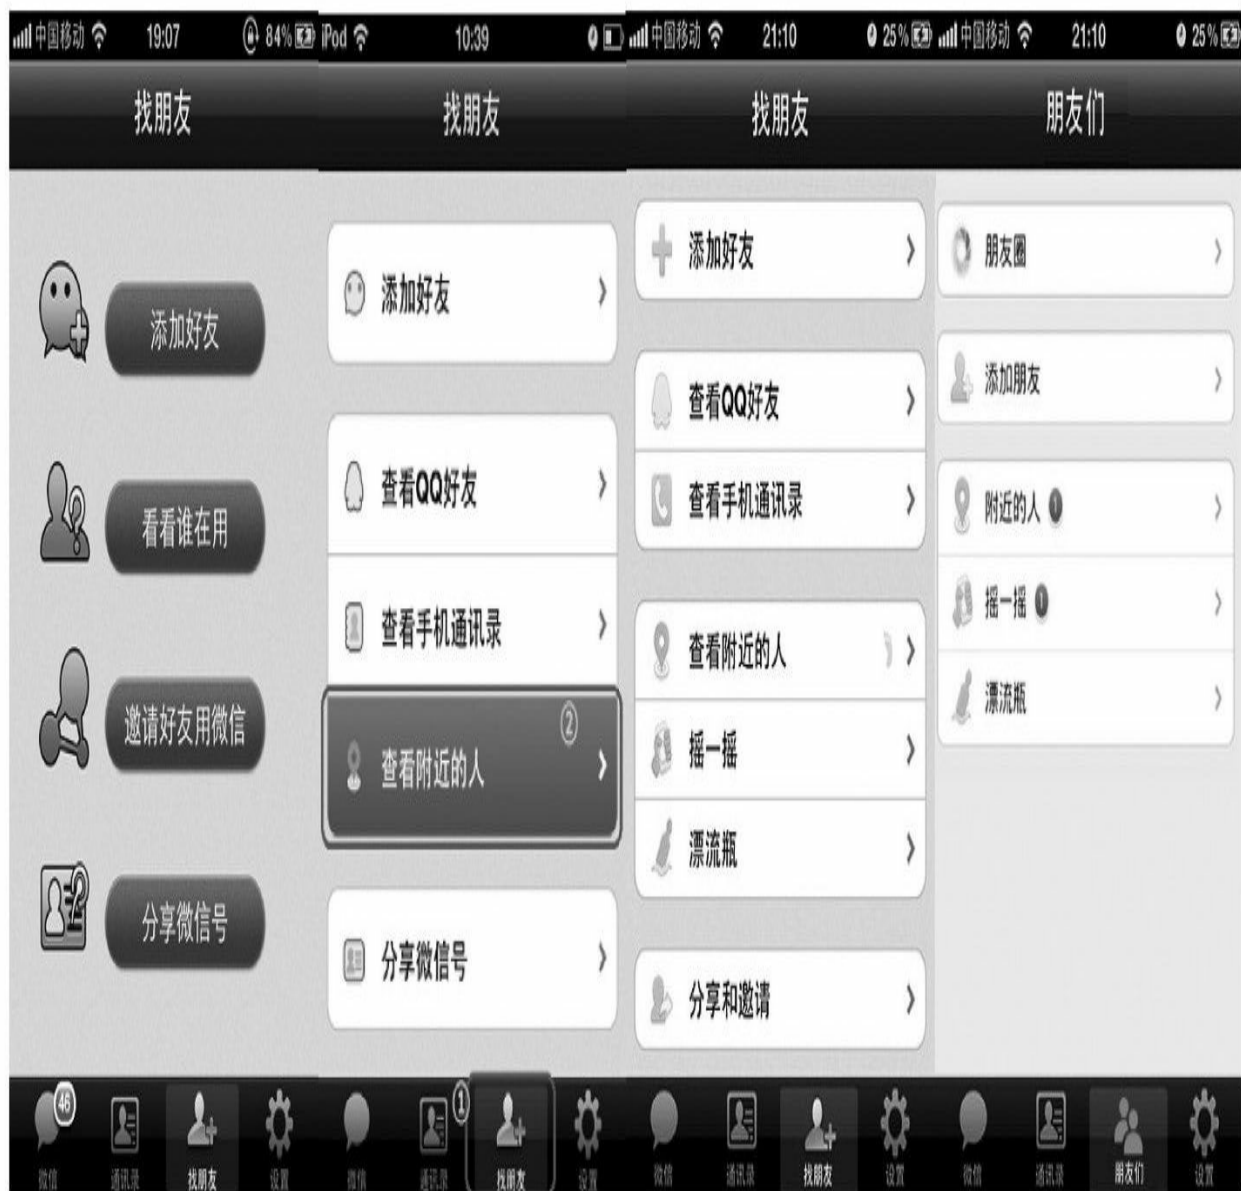 中国移动 19:07 84%
找朋友
添加好友
看看谁在用
邀请好友用微信
分享微信号
46
微信 通讯录 找朋友 设置
iPod 10:39
找朋友
添加好友
查看QQ好友
查看手机通讯录
查看附近的人 ②
分享微信号
①
微信 通讯录 找朋友 设置
中国移动 21:10 25%
找朋友
添加好友
查看QQ好友
查看手机通讯录
查看附近的人
摇一摇
漂流瓶
分享和邀请
微信 通讯录 找朋友 设置
中国移动 21:10 25%
朋友们
朋友圈
添加朋友
附近的人 1
摇一摇 1
漂流瓶
微信 通讯录 朋友们 设置